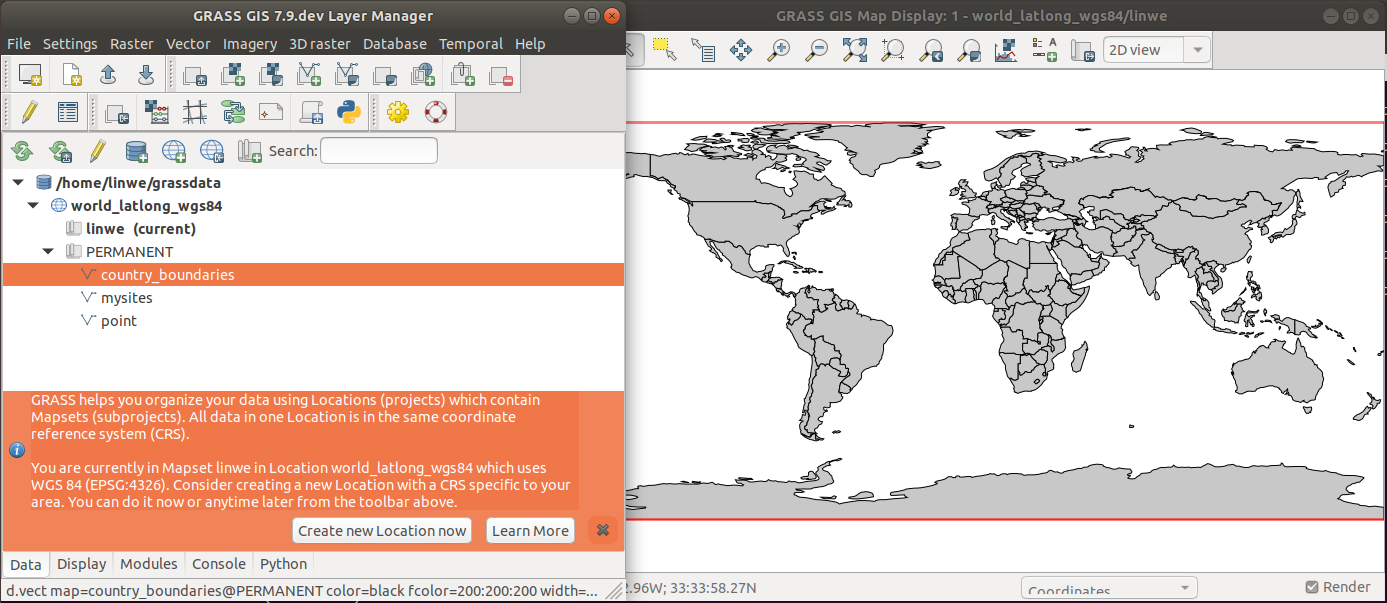 GRASS GIS 7.9.dev Layer Manager
GRASS GIS Map Display: 1 - world_latlong_wgs84/linwe
File Settings Raster Vector Imagery 3D raster Database Temporal Help
2D view
Search:
/home/linwe/grassdata
world_latlong_wgs84
linwe (current)
PERMANENT
country_boundaries
mysites
point
GRASS helps you organize your data using Locations (projects) which contain
Mapsets (subprojects). All data in one Location is in the same coordinate
reference system (CRS).
You are currently in Mapset linwe in Location world_latlong_wgs84 which uses
WGS 84 (EPSG:4326). Consider creating a new Location with a CRS specific to your
area. You can do it now or anytime later from the toolbar above.
Create new Location now
Learn More
Data Display Modules Console Python
d.vect map=country_boundaries@PERMANENT color=black fcolor=200:200:200 width=...
2.96W; 33:33:58.27N
Coordinates
Render